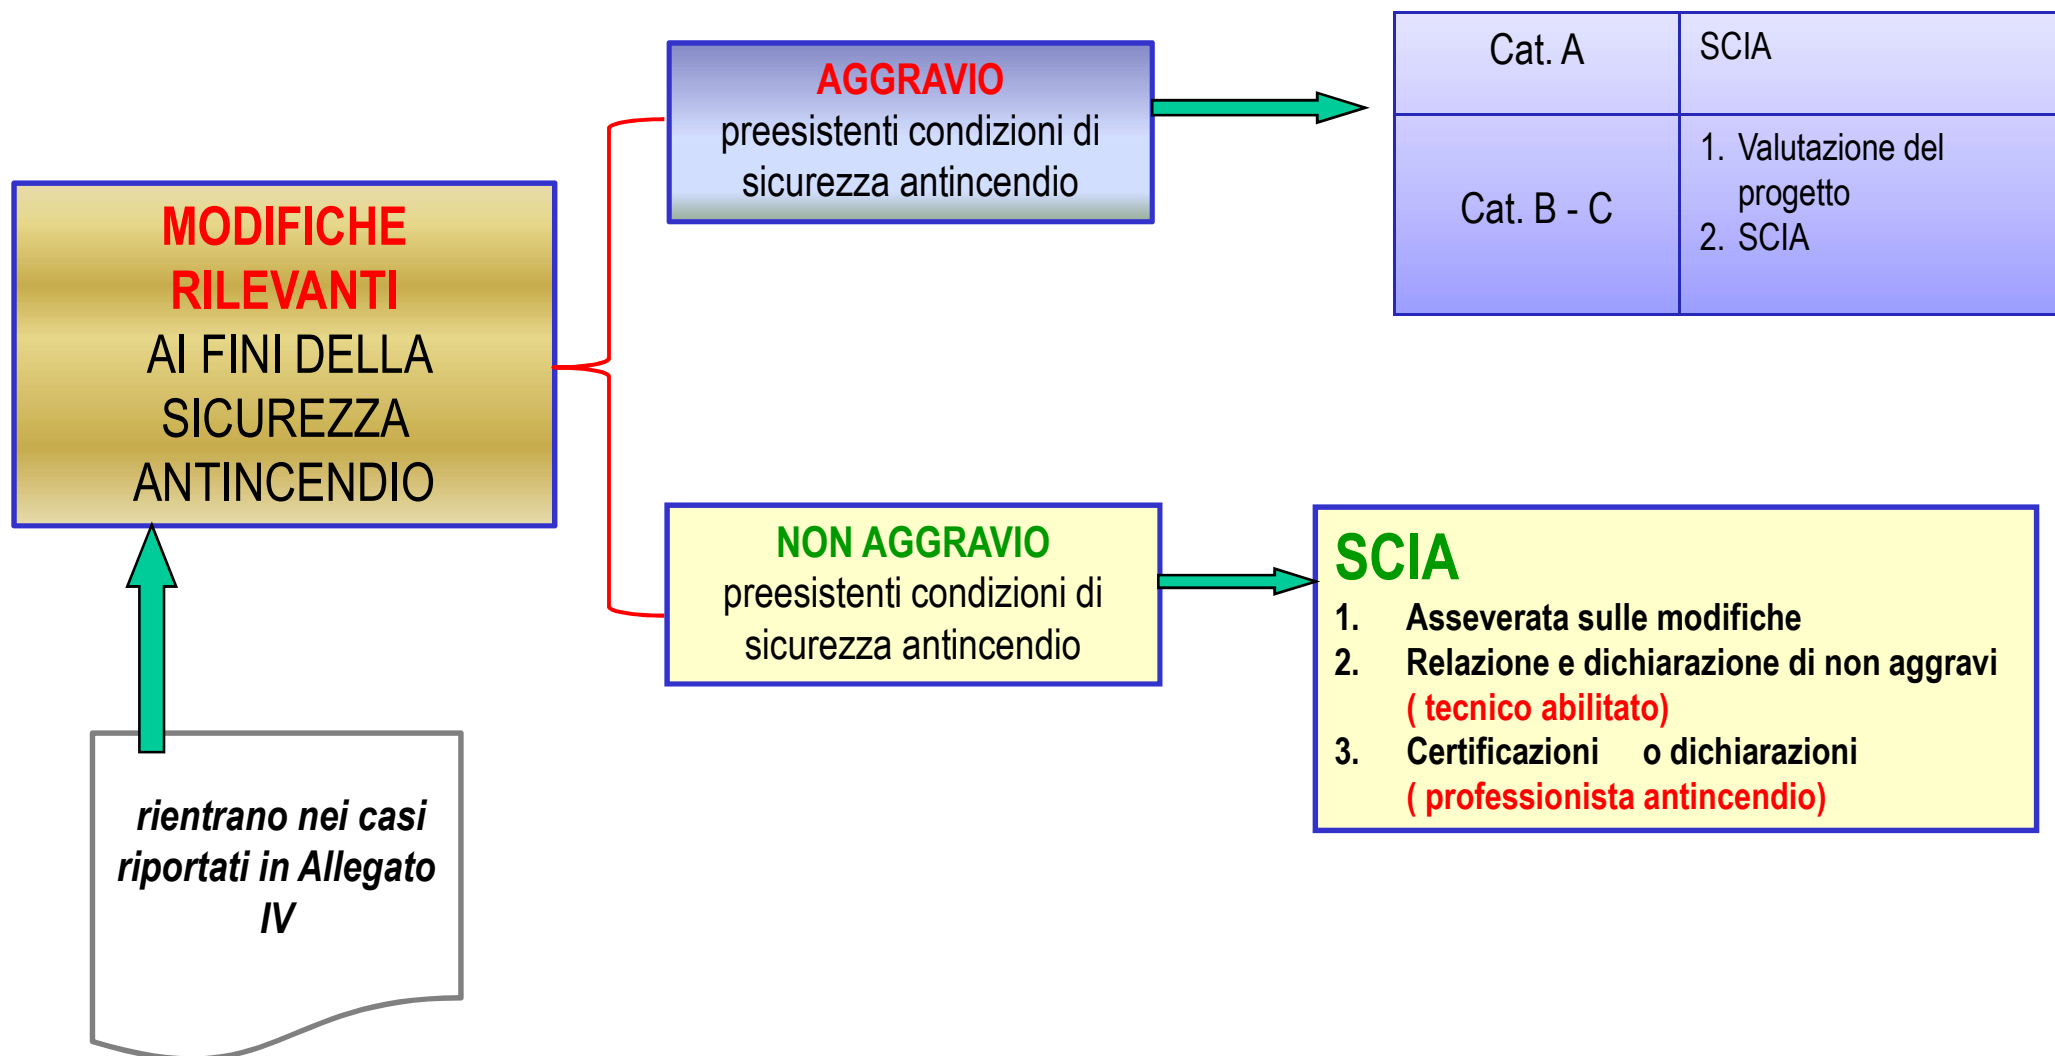 MODIFICHE
RILEVANTI
AI FINI DELLA
SICUREZZA
ANTINCENDIO
rientrano nei casi
riportati in Allegato
IV
AGGRAVIO
preesistenti condizioni di
sicurezza antincendio
Cat. A
SCIA
Cat. B - C
1. Valutazione del
progetto
2. SCIA
NON AGGRAVIO
preesistenti condizioni di
sicurezza antincendio
SCIA
1. Asseverata sulle modifiche
2. Relazione e dichiarazione di non aggravi
( tecnico abilitato)
3. Certificazioni o dichiarazioni
( professionista antincendio)